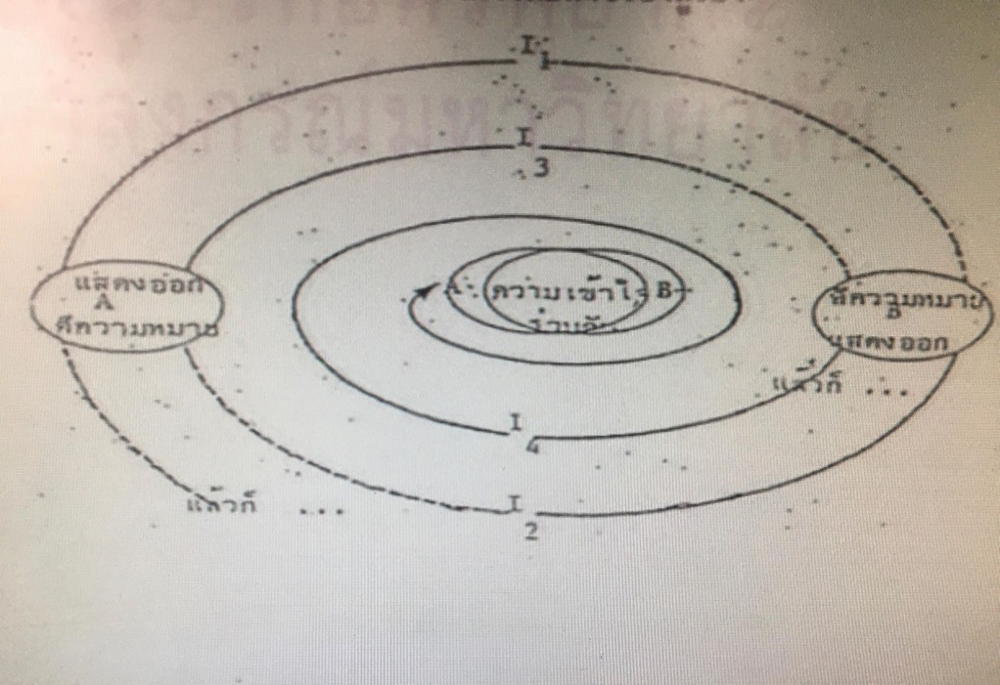 I
1
I
3
แสดงออก
A
ตีความหมาย
A
ความเข้าใจ
ร่วมกัน
B
ตีความหมาย
B
แสดงออก
แล้วก็ ...
I
4
แล้วก็ ...
I
2